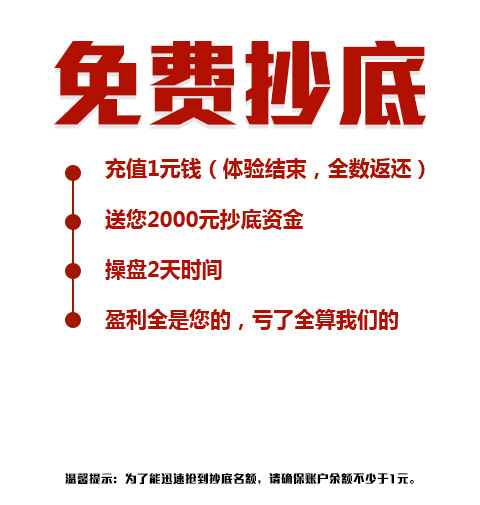 免费抄底
充值1元钱（体验结束，全数返还）
送您2000元抄底资金
操盘2天时间
盈利全是您的，亏了全算我们的
温馨提示：为了能迅速抢到抄底名额，请确保账户余额不少于1元。